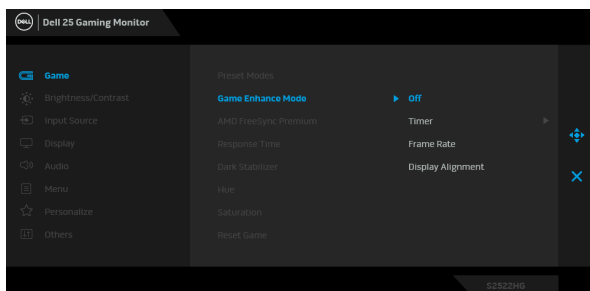 DELL Dell 25 Gaming Monitor
Game
Brightness/Contrast
Input Source
Display
Audio
Menu
Personalize
Others
Preset Modes
Game Enhance Mode
AMD FreeSync Premium
Response Time
Dark Stabilizer
Hue
Saturation
Reset Game
Off
Timer
Frame Rate
Display Alignment
S2522HG